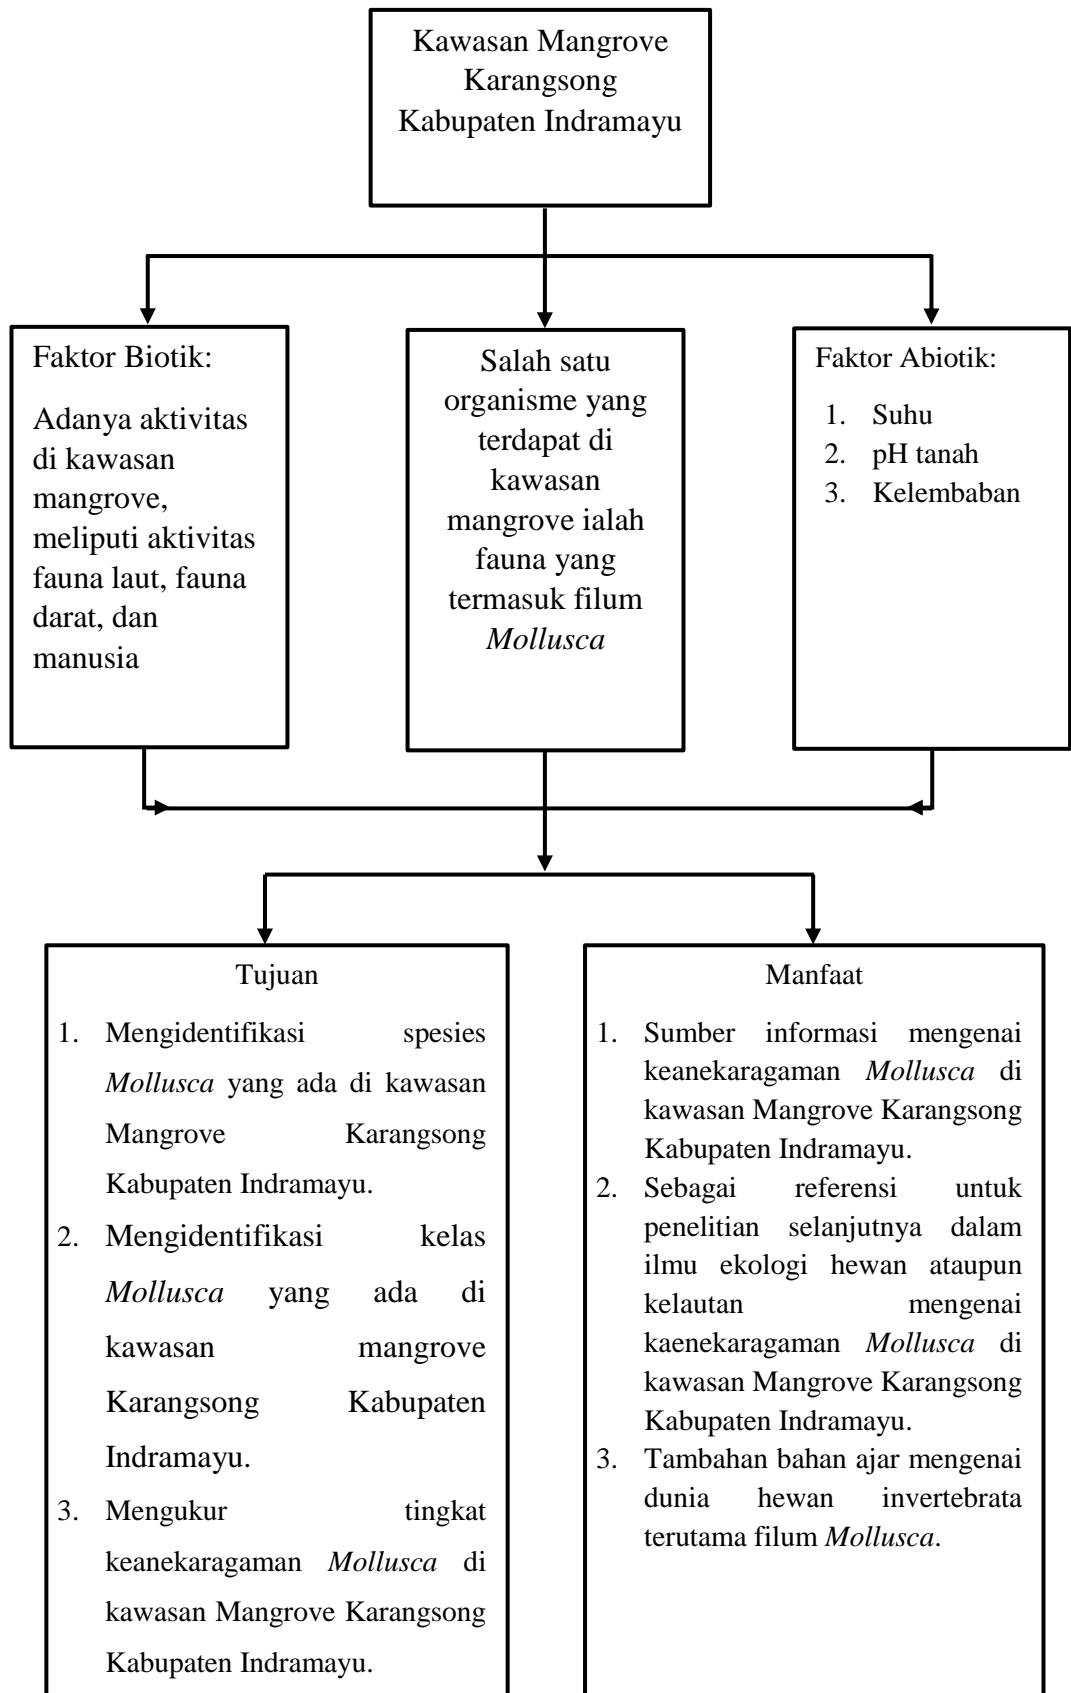 Kawasan Mangrove
Karangsong
Kabupaten Indramayu
Faktor Biotik:
Adanya aktivitas
di kawasan
mangrove,
meliputi aktivitas
fauna laut, fauna
darat, dan
manusia
Salah satu
organisme yang
terdapat di
kawasan
mangrove ialah
fauna yang
termasuk filum
Mollusca
Faktor Abiotik:
1. Suhu
2. pH tanah
3. Kelembaban
Tujuan
1. Mengidentifikasi spesies
Mollusca yang ada di kawasan
Mangrove Karangsong
Kabupaten Indramayu.
2. Mengidentifikasi kelas
Mollusca yang ada di
kawasan mangrove
Karangsong Kabupaten
Indramayu.
3. Mengukur tingkat
keanekaragaman Mollusca di
kawasan Mangrove Karangsong
Kabupaten Indramayu.
Manfaat
1. Sumber informasi mengenai
keanekaragaman Mollusca di
kawasan Mangrove Karangsong
Kabupaten Indramayu.
2. Sebagai referensi untuk
penelitian selanjutnya dalam
ilmu ekologi hewan ataupun
kelautan mengenai
kaenekaragaman Mollusca di
kawasan Mangrove Karangsong
Kabupaten Indramayu.
3. Tambahan bahan ajar mengenai
dunia hewan invertebrata
terutama filum Mollusca.